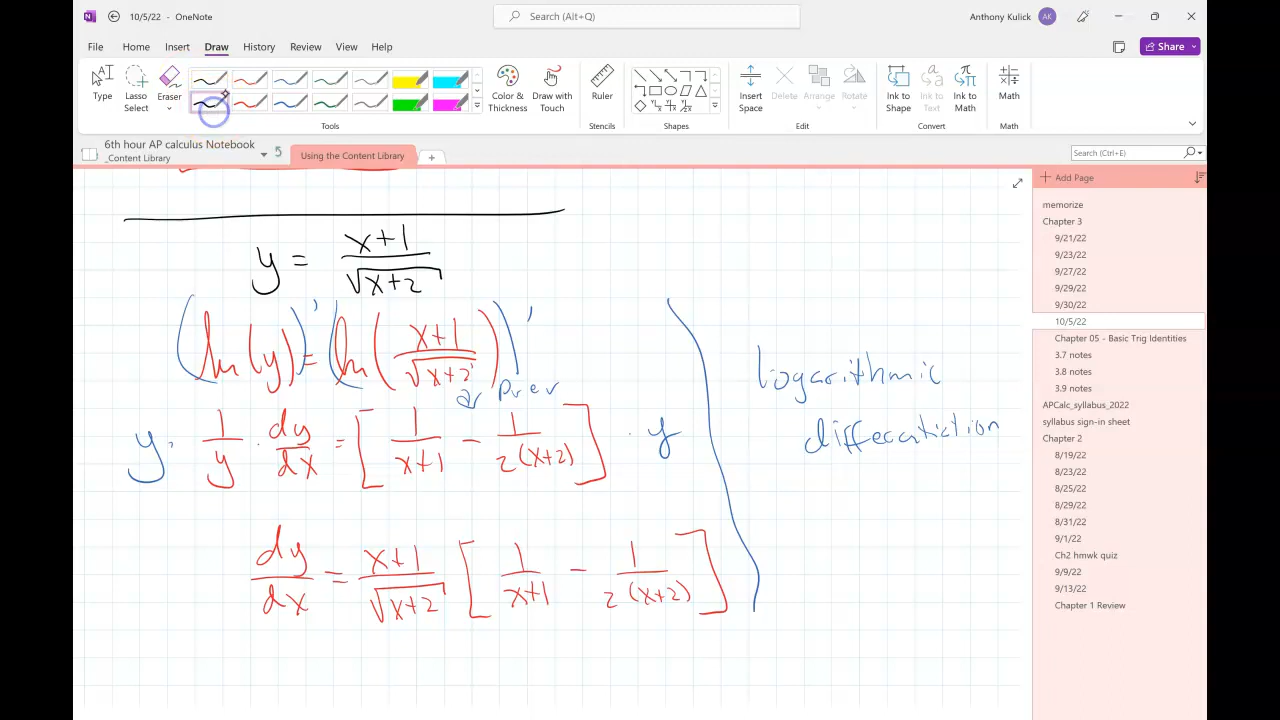 10/5/22 - OneNote
Search (Alt+Q)
Anthony Kulick
AK
File Home Insert Draw History Review View Help
Share
Type
Lasso Select
Eraser
Color & Thickness
Draw with Touch
Ruler
Insert Space
Delete
Arrange
Rotate
Ink to Shape
Ink to Text
Ink to Math
Math
Tools
Stencils
Shapes
Edit
Convert
Math
6th hour AP calculus Notebook
_Content Library
Using the Content Library
Search (Ctrl+E)
Add Page
memorize
Chapter 3
9/21/22
9/23/22
9/27/22
9/29/22
9/30/22
10/5/22
Chapter 05 - Basic Trig Identities
3.7 notes
3.8 notes
3.9 notes
APCalc_syllabus_2022
syllabus sign-in sheet
Chapter 2
8/19/22
8/23/22
8/25/22
8/29/22
8/31/22
9/1/22
Ch2 hmwk quiz
9/9/22
9/13/22
Chapter 1 Review
y = x+1 / √x+2
(ln(y))' = (ln(x+1 / √x+2))'
Prev
y · 1/y · dy/dx = [1/x+1 − 1/2(x+2)] · y
dy/dx = x+1/√x+2 [1/x+1 − 1/2(x+2)]
logarithmic